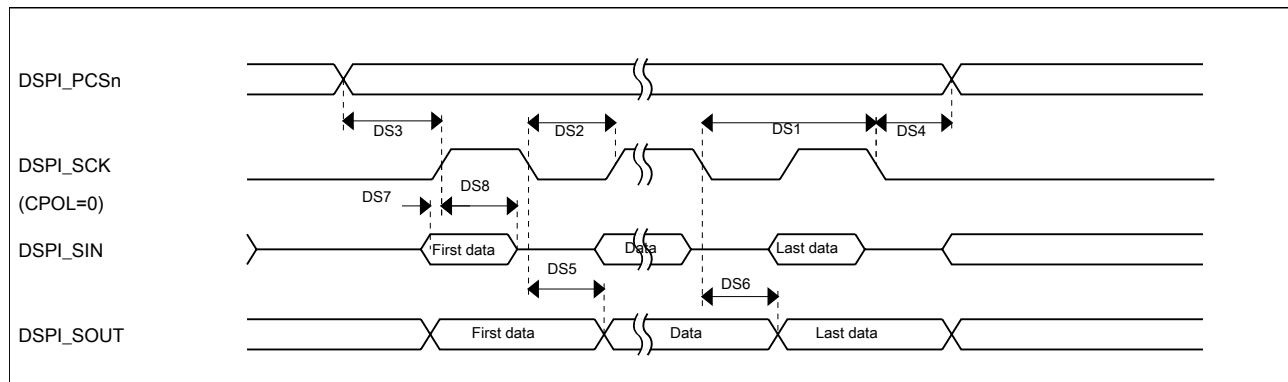 DSPI_PCSn
DS3
DS2
DS1
DS4
DSPI_SCK
(CPOL=0)
DS7
DS8
DSPI_SIN
First data
Data
Last data
DS5
DS6
DSPI_SOUT
First data
Data
Last data